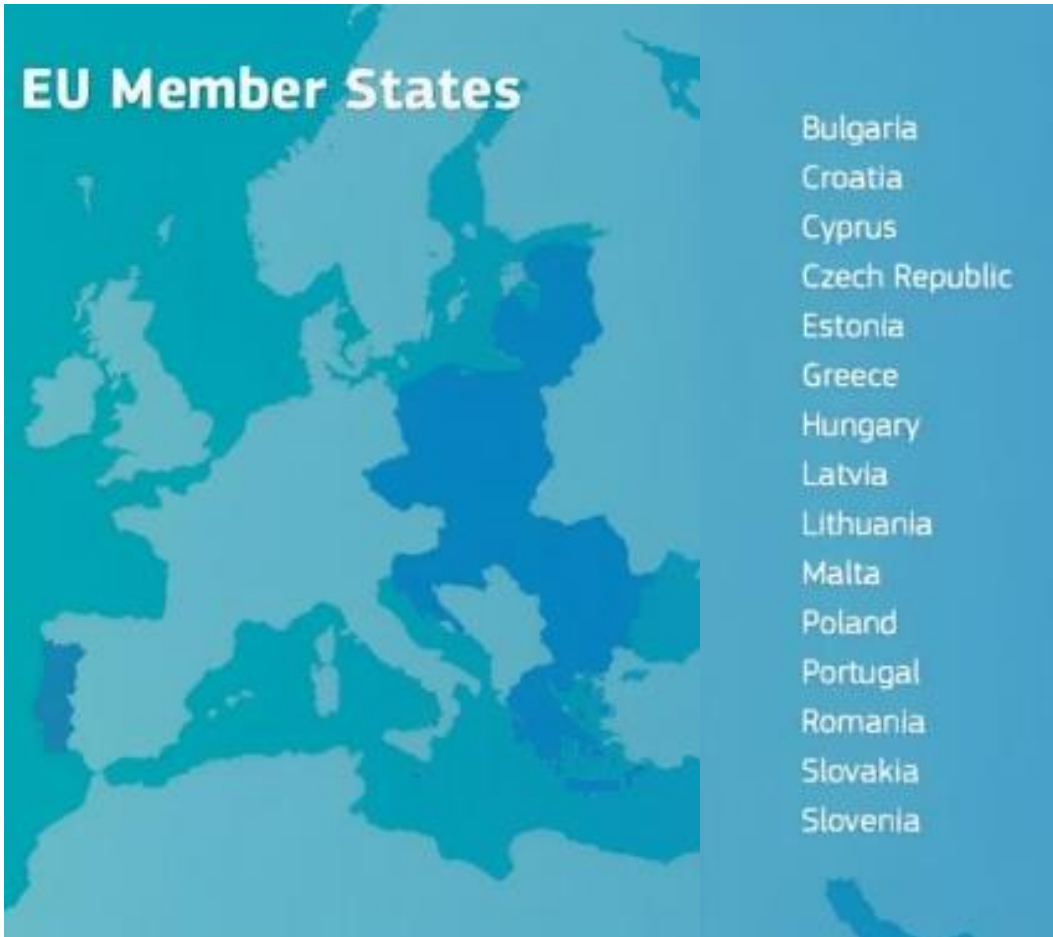 EU Member States
Bulgaria
Croatia
Cyprus
Czech Republic
Estonia
Greece
Hungary
Latvia
Lithuania
Malta
Poland
Portugal
Romania
Slovakia
Slovenia